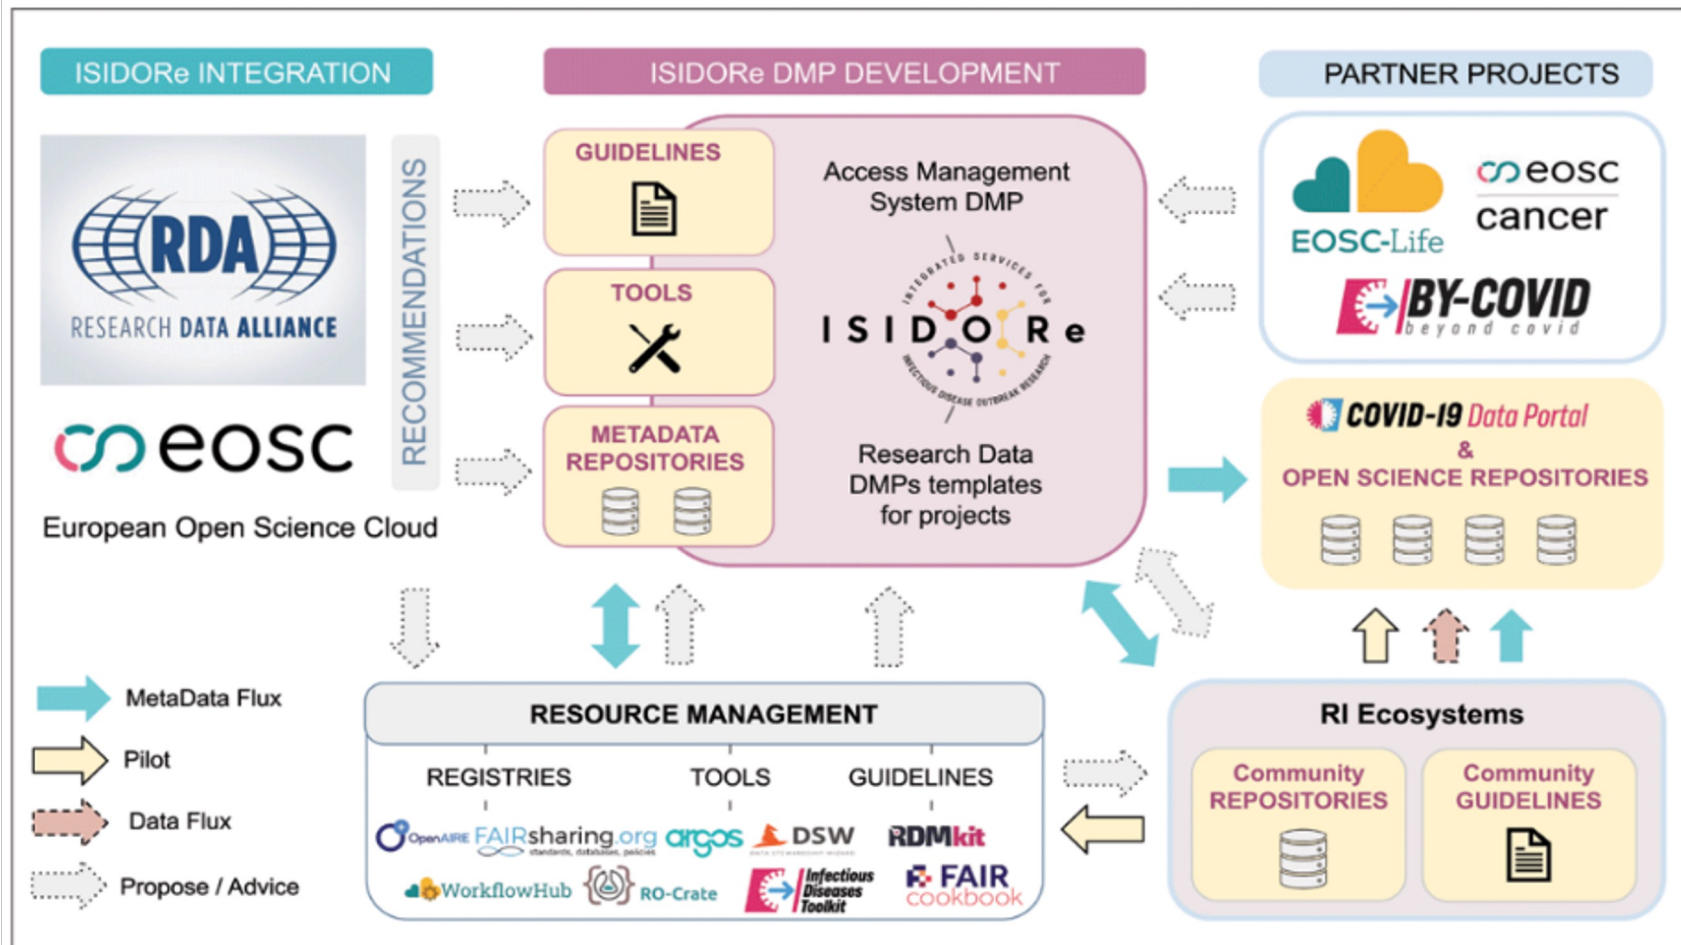 ISIDORe INTEGRATION
RDA
RESEARCH DATA ALLIANCE
eosc
European Open Science Cloud
RECOMMENDATIONS
ISIDORe DMP DEVELOPMENT
GUIDELINES
TOOLS
METADATA
REPOSITORIES
Access Management
System DMP
INTEGRATED SERVICES FOR
ISIDORe
INFECTIOUS DISEASE OUTBREAK RESEARCH
Research Data
DMPs templates
for projects
PARTNER PROJECTS
EOSC-Life
eosc
cancer
BY-COVID
beyond covid
COVID-19 Data Portal
&
OPEN SCIENCE REPOSITORIES
MetaData Flux
Pilot
Data Flux
Propose / Advice
RESOURCE MANAGEMENT
REGISTRIES
TOOLS
GUIDELINES
OpenAIRE
FAIRsharing.org
standards, databases, policies
argos
DSW
DATA STEWARDSHIP WIZARD
RDMkit
WorkflowHub
RO-Crate
Infectious
Diseases
Toolkit
FAIR
cookbook
RI Ecosystems
Community
REPOSITORIES
Community
GUIDELINES